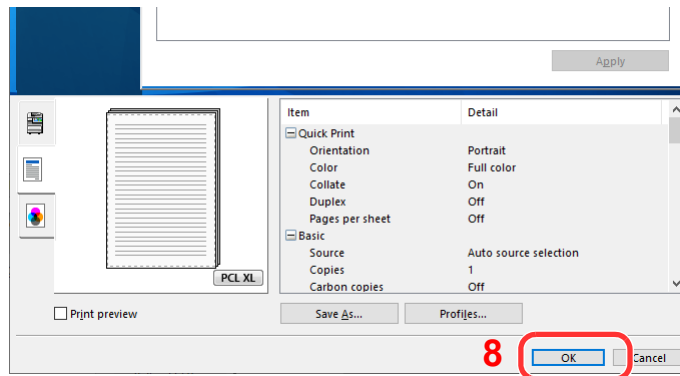 Apply
Item Detail
Quick Print
Orientation Portrait
Color Full color
Collate On
Duplex Off
Pages per sheet Off
Basic
Source Auto source selection
Copies 1
Carbon copies Off
PCL XL
Print preview
Save As... Profiles...
8 OK Cancel